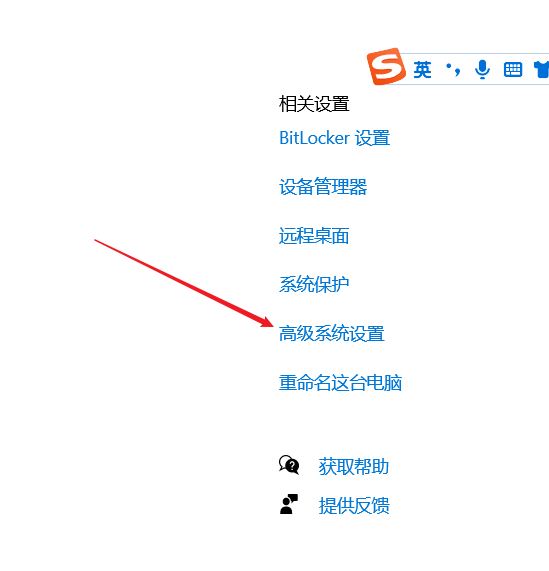 英
相关设置
BitLocker 设置
设备管理器
远程桌面
系统保护
高级系统设置
重命名这台电脑
获取帮助
提供反馈